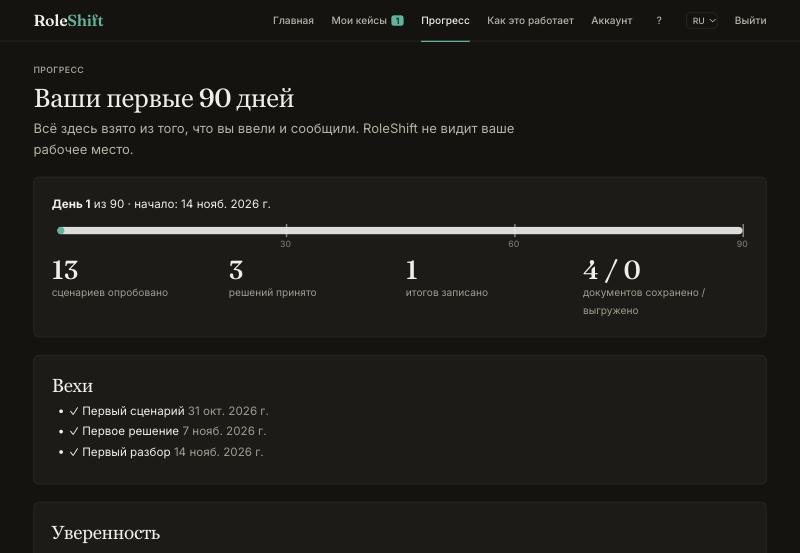 RoleShift
Главная Мои кейсы 1 Прогресс Как это работает Аккаунт ? RU Выйти
ПРОГРЕСС
Ваши первые 90 дней
Всё здесь взято из того, что вы ввели и сообщили. RoleShift не видит ваше
рабочее место.
День 1 из 90 · начало: 14 нояб. 2026 г.
30 60 90
13 3 1 4 / 0
сценариев опробовано решений принято итогов записано документов сохранено /
выгружено
Вехи
• ✓ Первый сценарий 31 окт. 2026 г.
• ✓ Первое решение 7 нояб. 2026 г.
• ✓ Первый разбор 14 нояб. 2026 г.
Уверенность